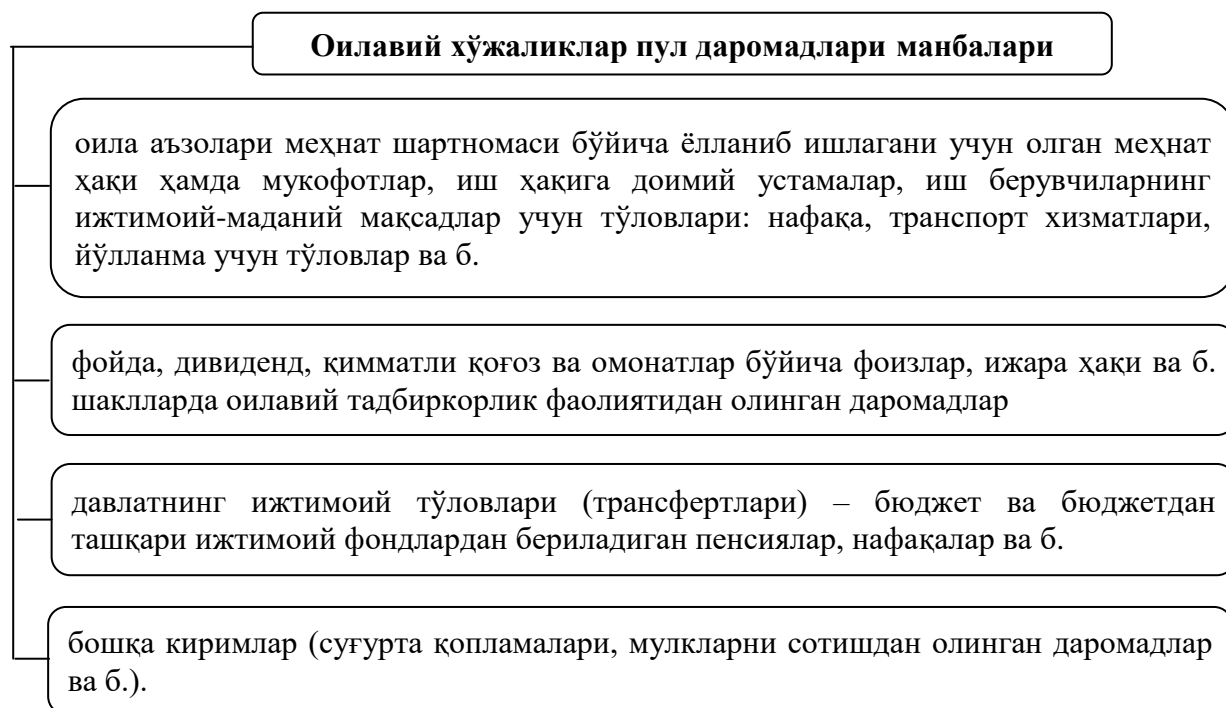 Оилавий хўжаликлар пул даромадлари манбалари
оила аъзолари меҳнат шартномаси бўйича ёлланиб ишлагани учун олган меҳнат
ҳақи ҳамда мукофотлар, иш ҳақига доимий устамалар, иш берувчиларнинг
ижтимоий-маданий мақсадлар учун тўловлари: нафақа, транспорт хизматлари,
йўлланма учун тўловлар ва б.
фойда, дивиденд, қимматли қоғоз ва омонатлар бўйича фоизлар, ижара ҳақи ва б.
шаклларда оилавий тадбиркорлик фаолиятидан олинган даромадлар
давлатнинг ижтимоий тўловлари (трансфертлари) – бюджет ва бюджетдан
ташқари ижтимоий фондлардан бериладиган пенсиялар, нафақалар ва б.
бошқа киримлар (суғурта қопламалари, мулкларни сотишдан олинган даромадлар
ва б.).